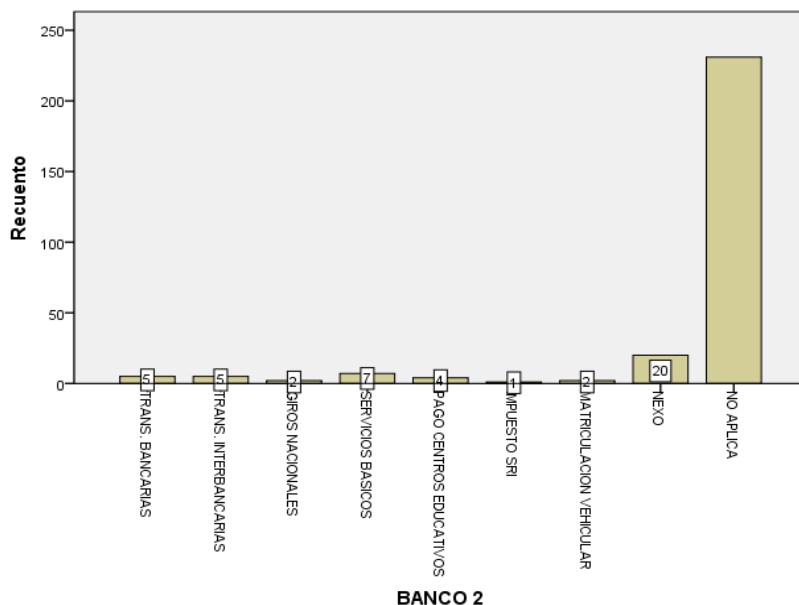 250
200
150
100
50
0
Recuento
5
5
2
7
4
1
2
20
TRANS. BANCARIAS
TRANS. INTERBANCARIAS
GIROS NACIONALES
SERVICIOS BASICOS
PAGO CENTROS EDUCATIVOS
IMPUESTO SRI
MATRICULACION VEHICULAR
NEXO
NO APLICA
BANCO 2